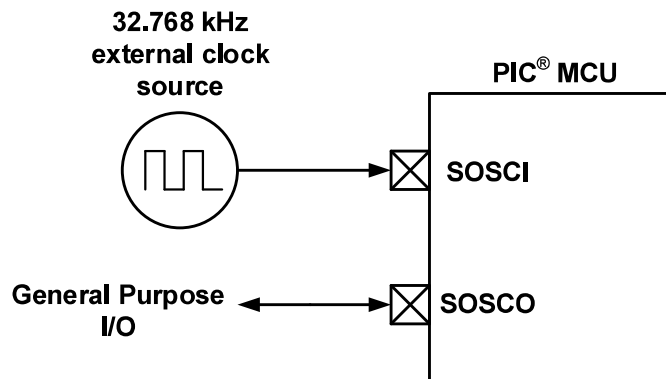 32.768 kHz
external clock
source
PIC® MCU
SOSCI
General Purpose
I/O
SOSCO